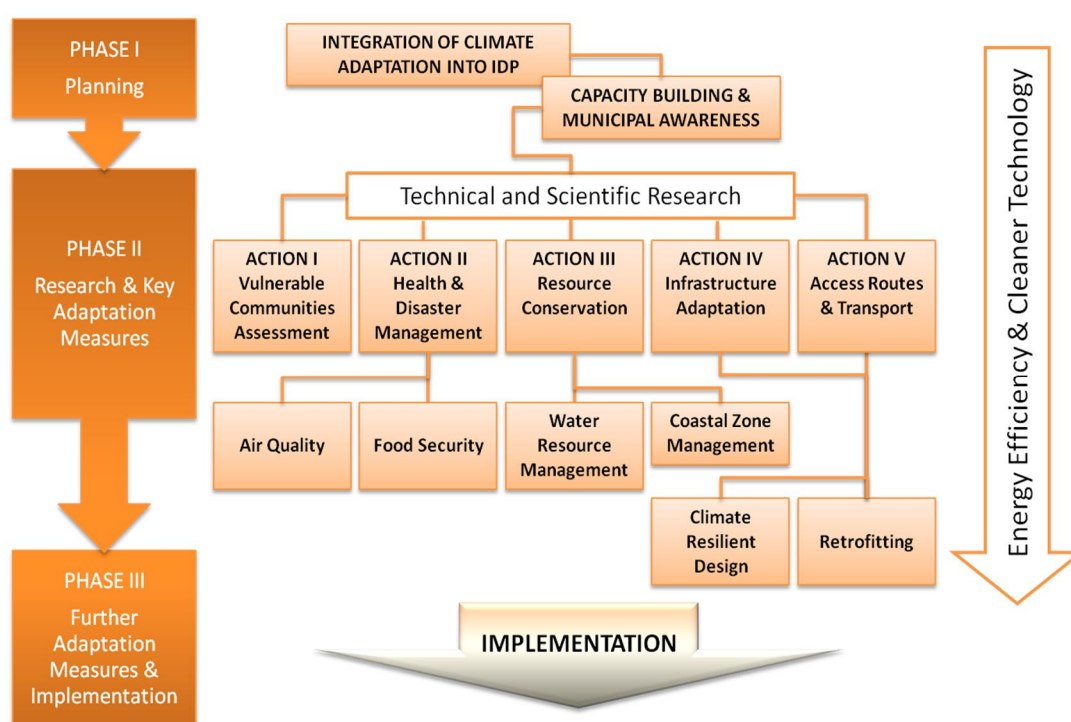 PHASE I
Planning
PHASE II
Research & Key
Adaptation
Measures
PHASE III
Further
Adaptation
Measures &
Implementation
INTEGRATION OF CLIMATE
ADAPTATION INTO IDP
CAPACITY BUILDING &
MUNICIPAL AWARENESS
Technical and Scientific Research
ACTION I
Vulnerable
Communities
Assessment
ACTION II
Health &
Disaster
Management
ACTION III
Resource
Conservation
ACTION IV
Infrastructure
Adaptation
ACTION V
Access Routes
& Transport
Air Quality
Food Security
Water
Resource
Management
Coastal Zone
Management
Climate
Resilient
Design
Retrofitting
IMPLEMENTATION
Energy Efficiency & Cleaner Technology